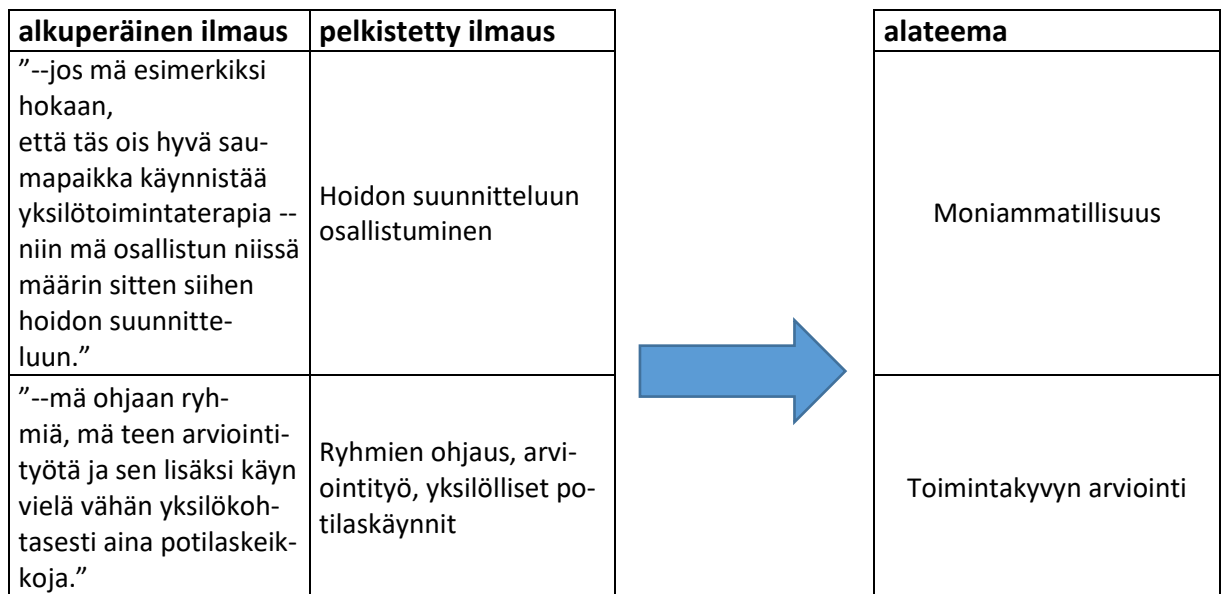 alkuperäinen ilmaus
pelkistetty ilmaus
alateema
”--jos mä esimerkiksi
hokaan,
että täs ois hyvä sau-
mapaikka käynnistää
yksilötoimintaterapia --
niin mä osallistun niissä
määrin sitten siihen
hoidon suunnitte-
luun.”
Hoidon suunnitteluun
osallistuminen
Moniammatillisuus
”--mä ohjaan ryh-
miä, mä teen arviointi-
työtä ja sen lisäksi käyn
vielä vähän yksilökoh-
tasesti aina potilaskeik-
koja.”
Ryhmien ohjaus, arvi-
ointityö, yksilölliset po-
tilaskäynnit
Toimintakyvyn arviointi